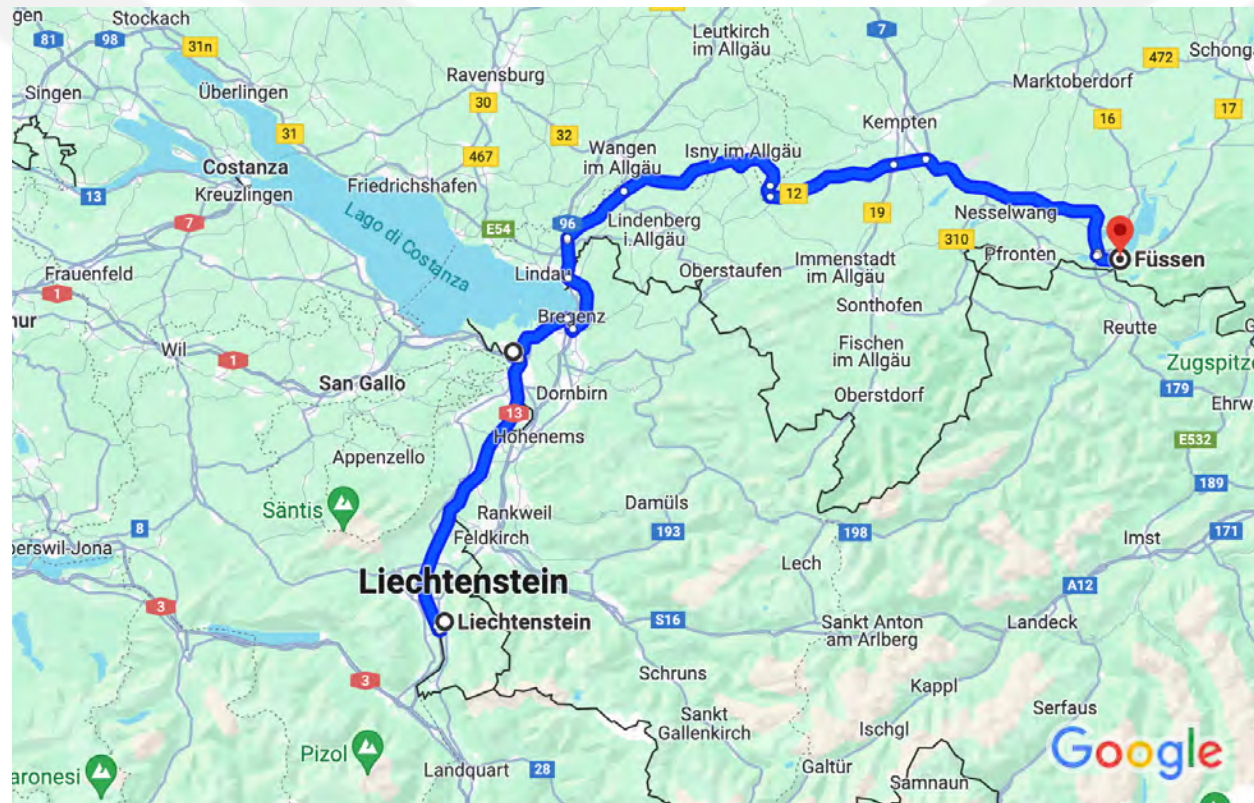 gen
Stockach
81
98
31n
Leutkirch
im Allgäu
7
472
Schonga
Singen
Überlingen
Ravensburg
30
Marktoberdorf
16
17
31
467
32
Kempten
Wangen
im Allgäu
Isny im Allgäu
13
Costanza
Kreuzlingen
Friedrichshafen
12
7
Lago di Costanza
E54
96
Lindenberg
i.Allgäu
19
Nesselwang
310
Pfronten
Füssen
Frauenfeld
1
Lindau
Oberstaufen
Immenstadt
im Allgäu
Sonthofen
Reutte
nur
Bregenz
Wil
1
San Gallo
Fischen
im Allgäu
Zugspitze
179
Dornbirn
Oberstdorf
Ehrw
13
Hohenems
E532
Appenzello
Säntis
Rankweil
Damüls
189
8
Feldkirch
193
198
Imst
171
perswil-Jona
Lech
Liechtenstein
A12
3
Liechtenstein
S16
Sankt Anton
am Arlberg
Landeck
3
Schruns
Kappl
Serfaus
Sankt
Gallenkirch
Ischgl
Pizol
Google
aronesi
Landquart
28
Galtür
Samnaun